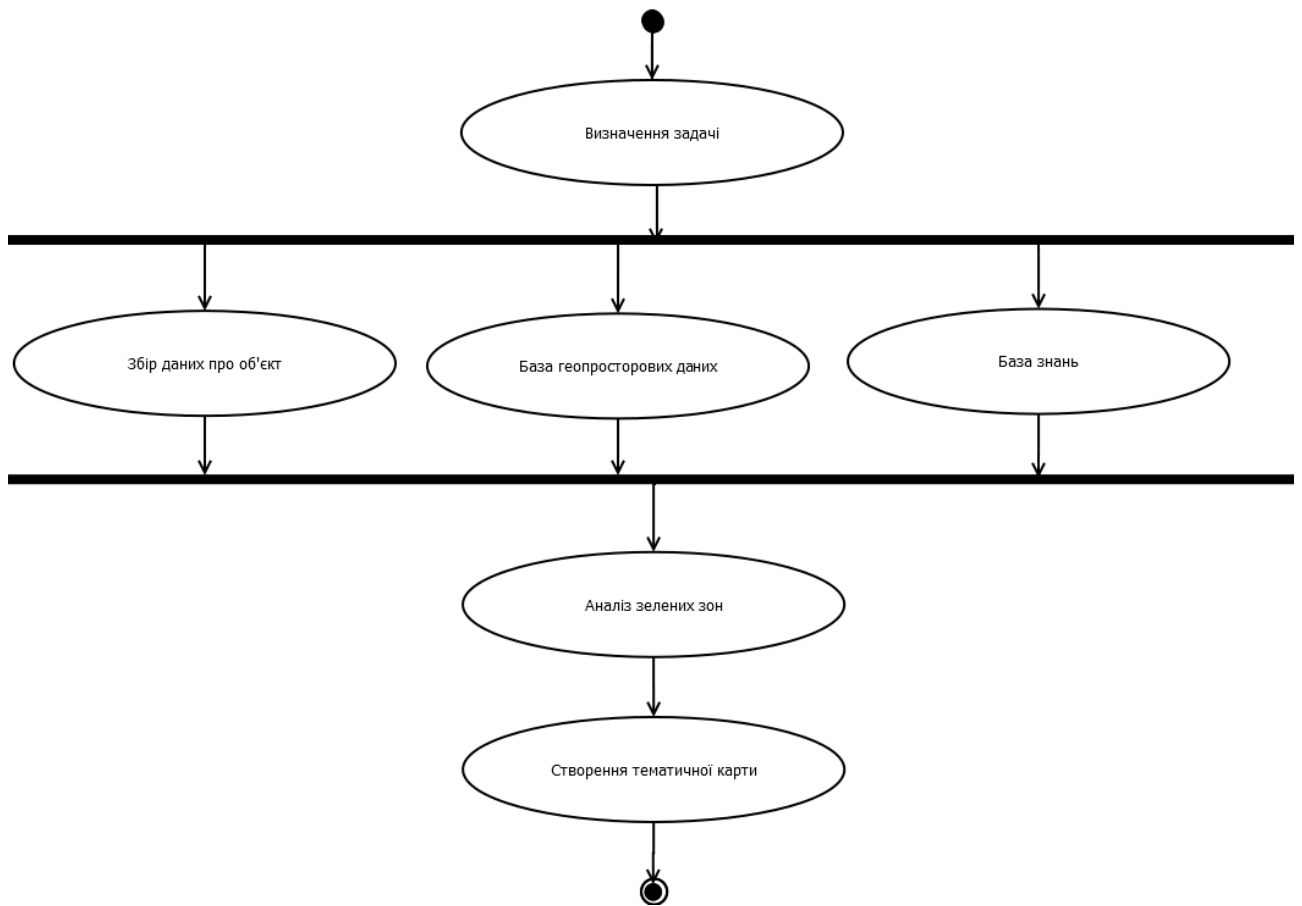 Визначення задачі
Збір даних про об'єкт
База геопросторових даних
База знань
Аналіз зелених зон
Створення тематичної карти